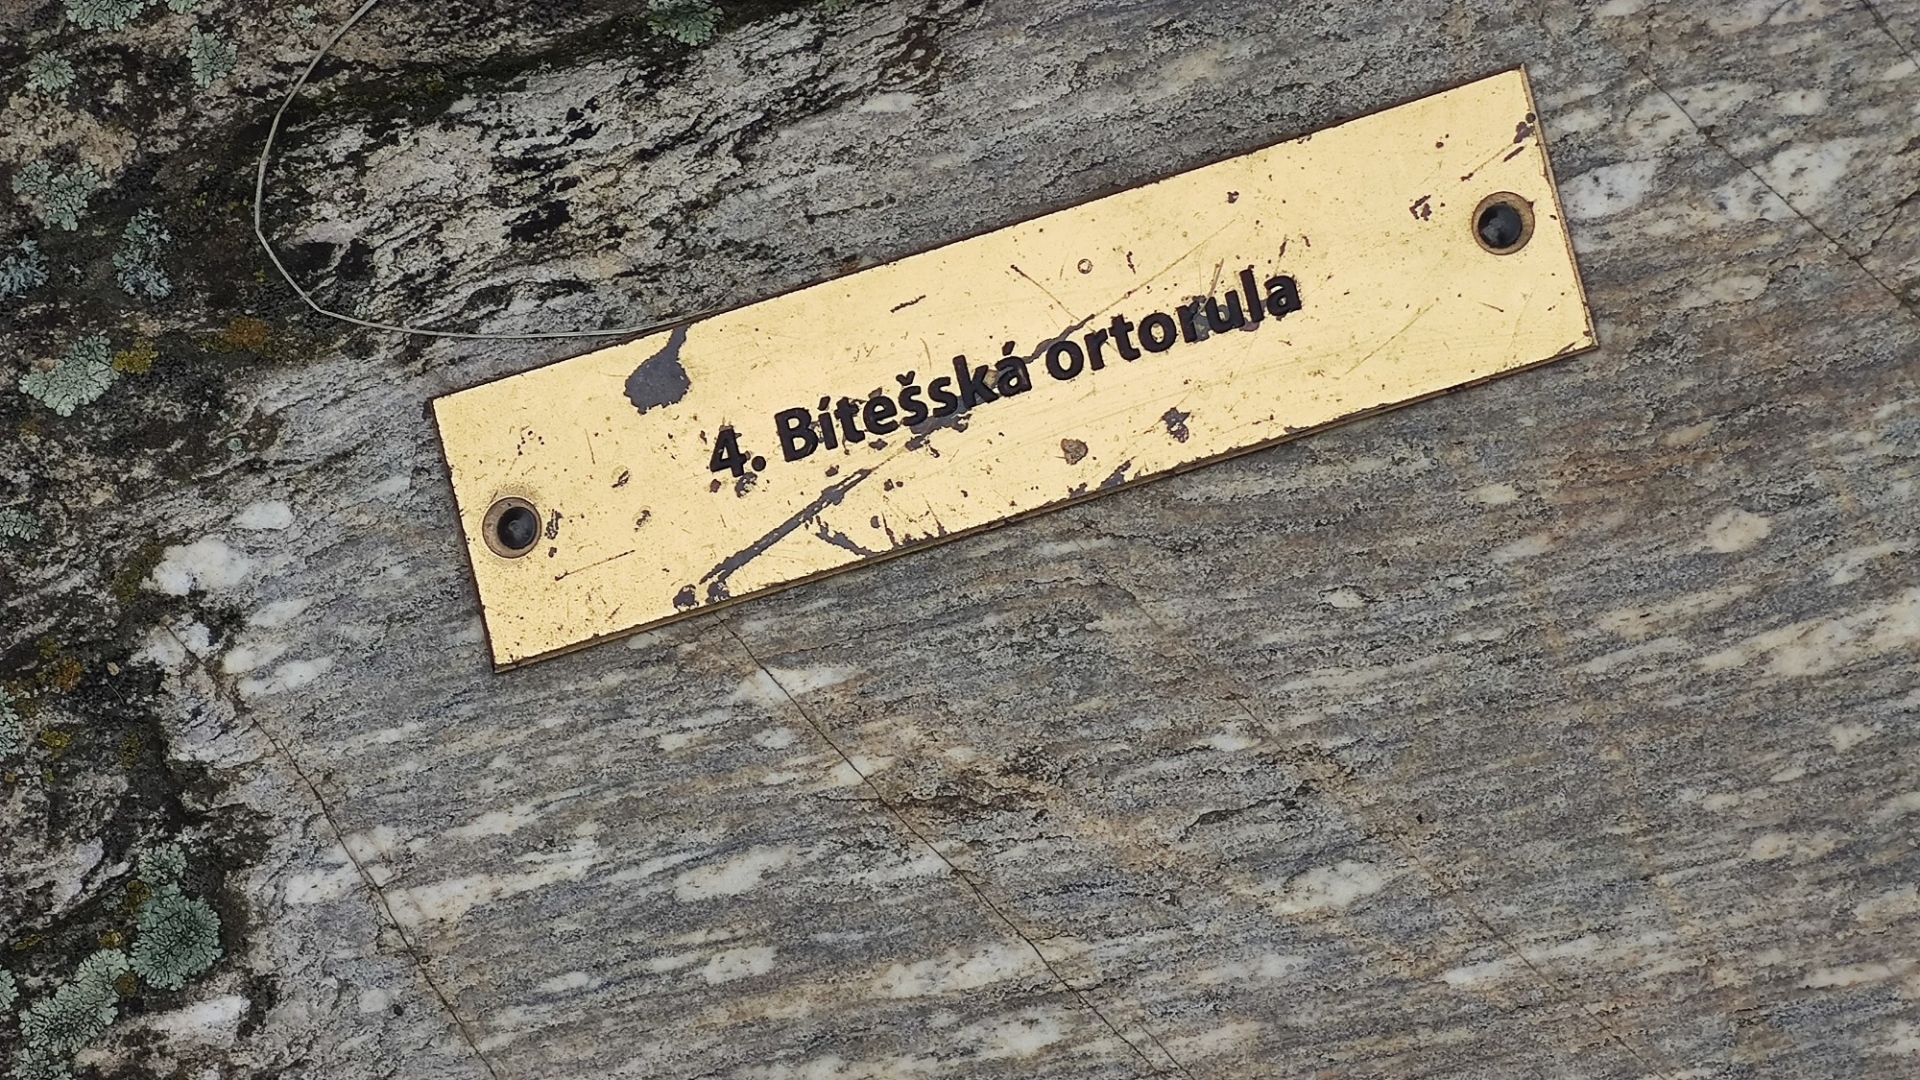 4. Bítešská ortorula